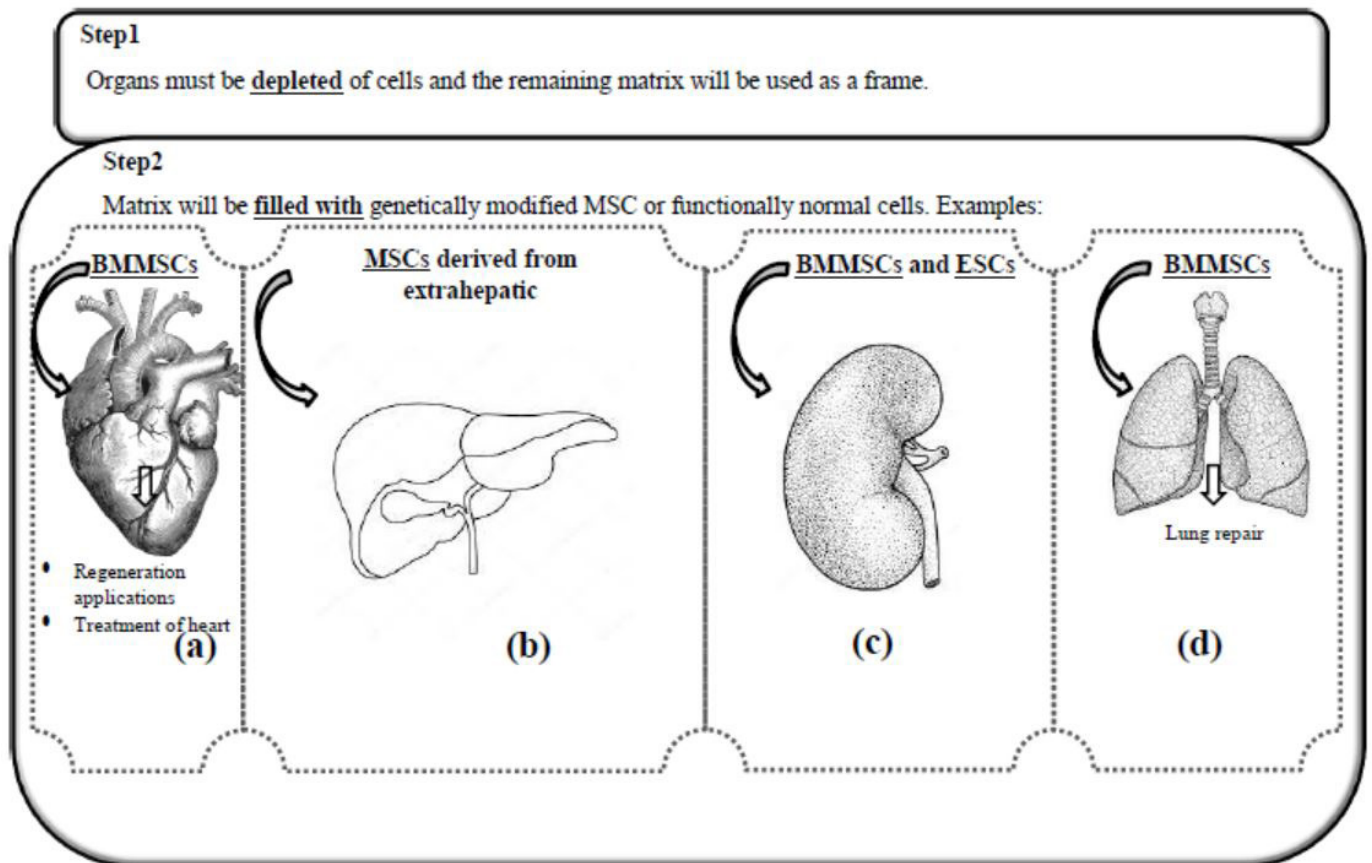 Step1
Organs must be depleted of cells and the remaining matrix will be used as a frame.
Step2
Matrix will be filled with genetically modified MSC or functionally normal cells. Examples:
BMMSCs
• Regeneration
applications
• Treatment of heart
(a)
MSCs derived from
extrahepatic
(b)
BMMSCs and ESCs
(c)
BMMSCs
Lung repair
(d)